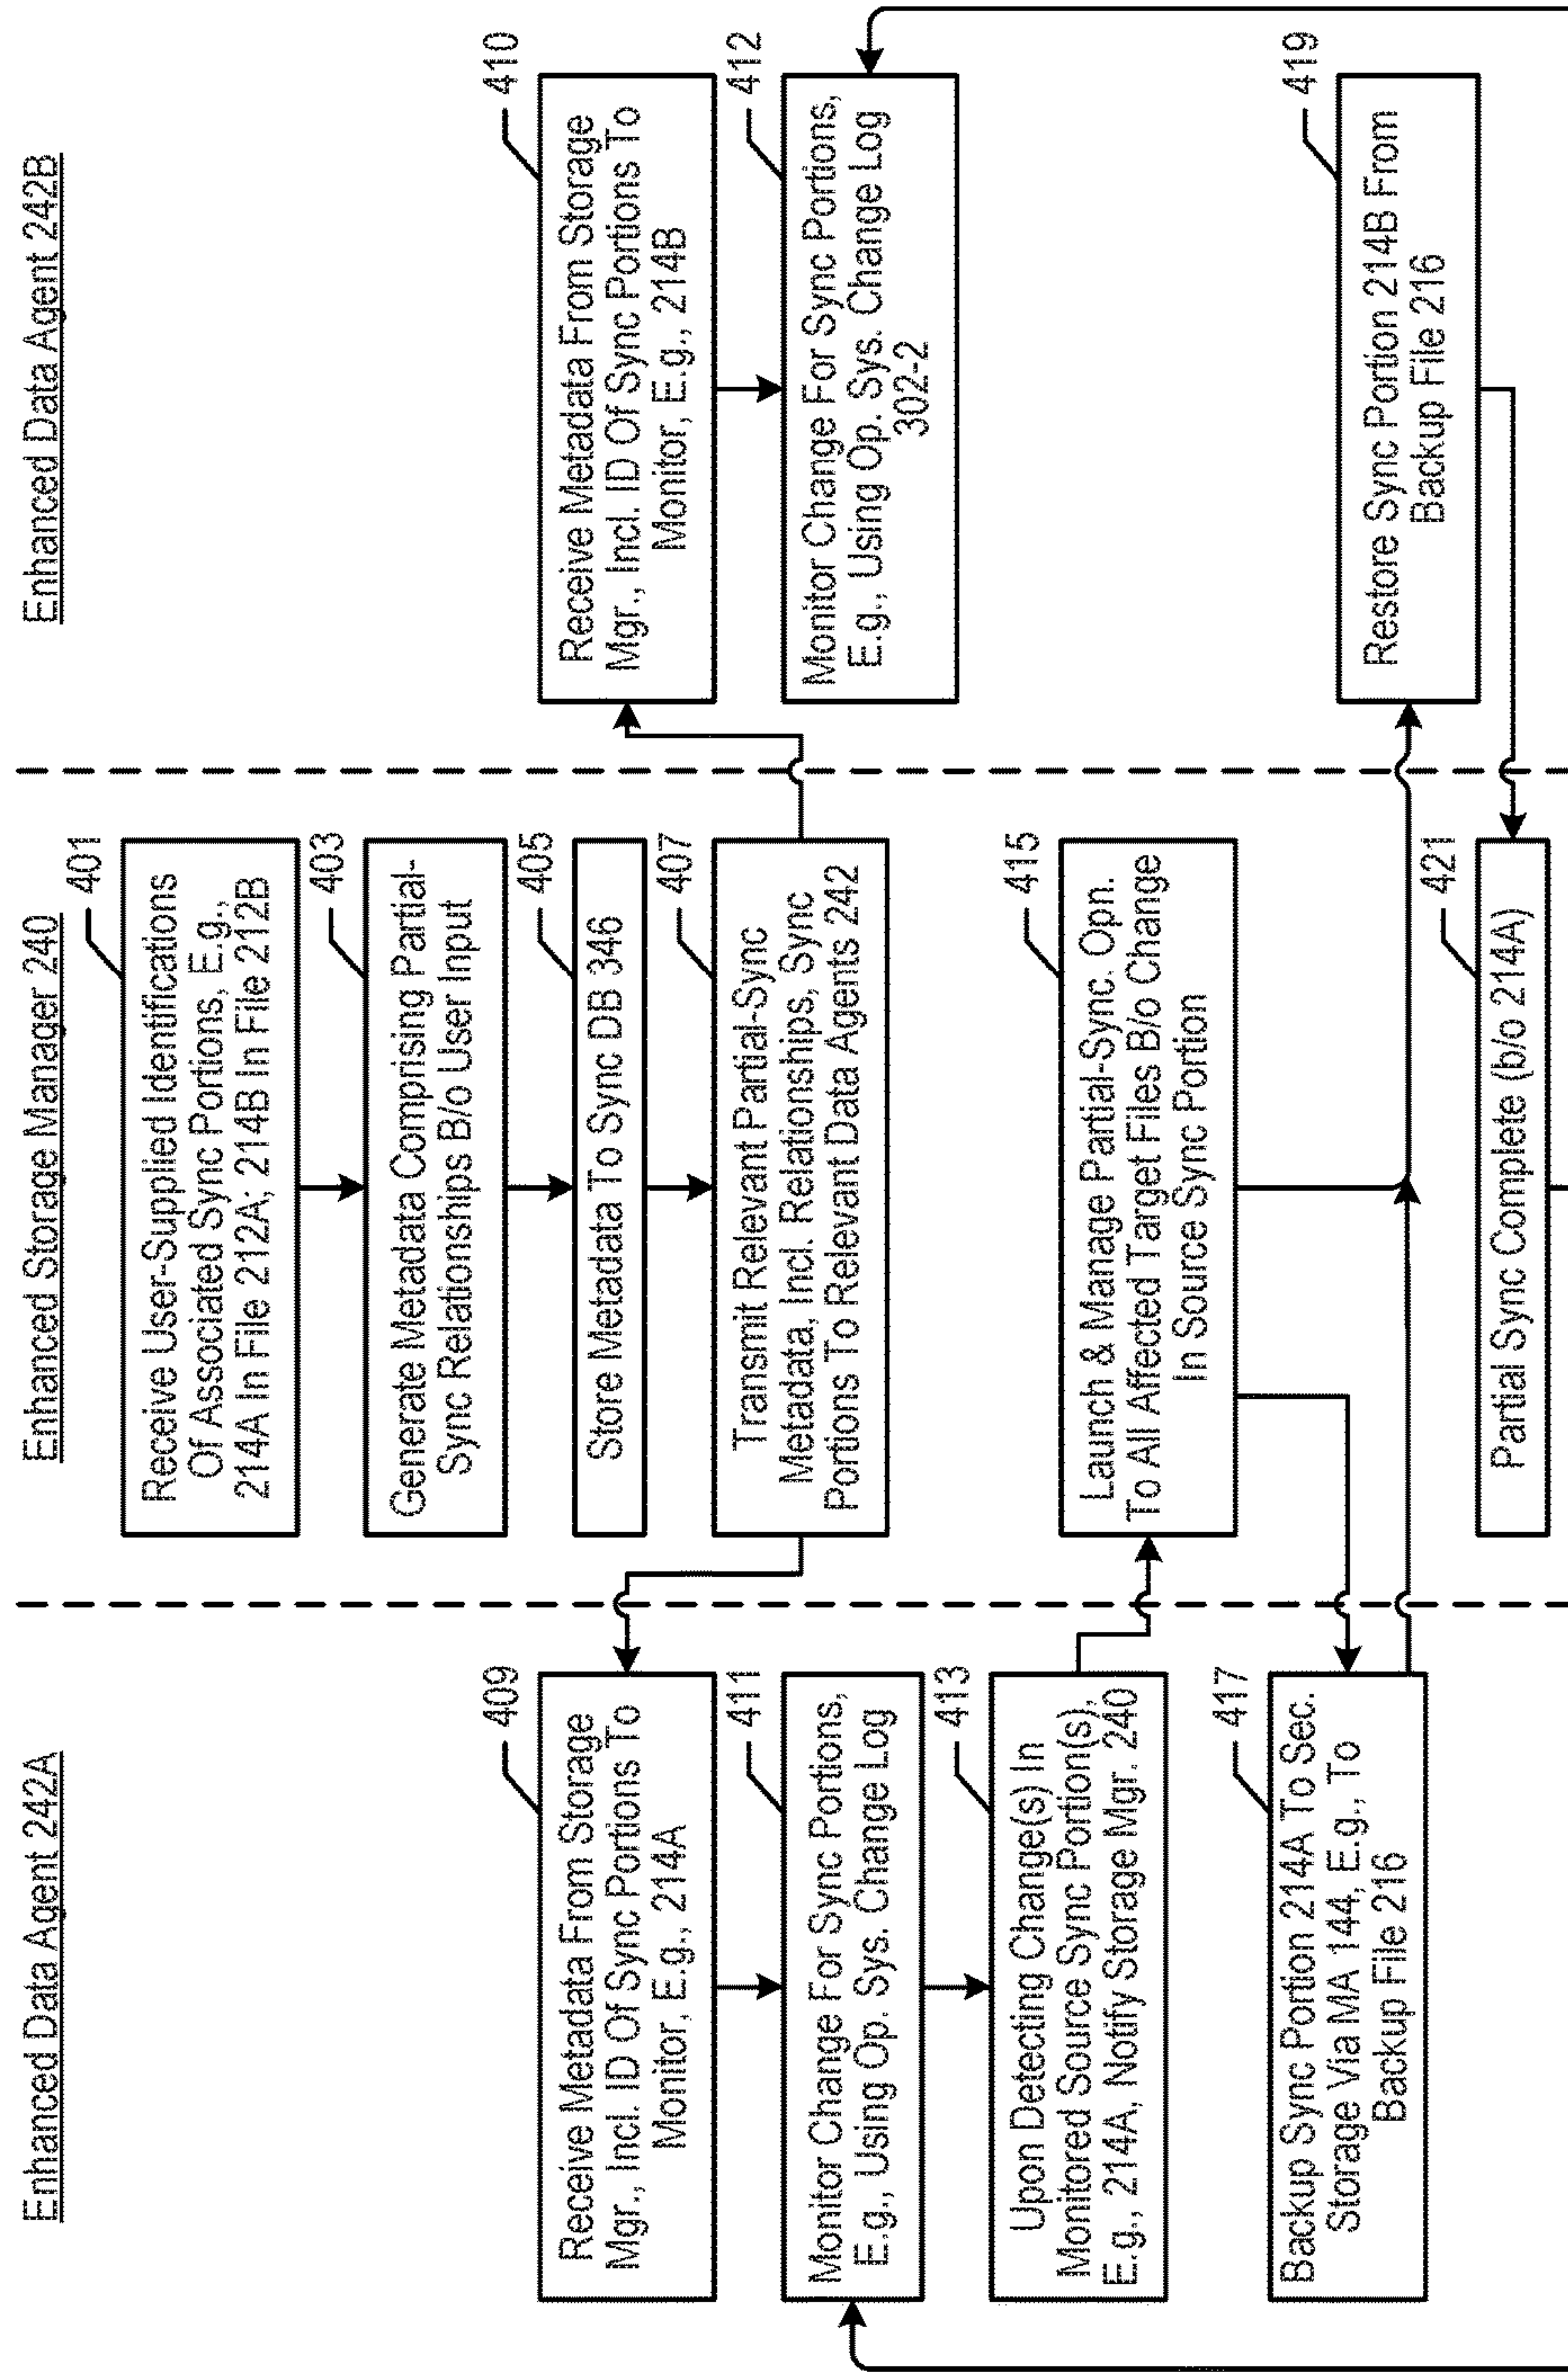 Enhanced Data Agent 242A
Enhanced Storage Manager 240
Enhanced Data Agent 242B
401
Receive User-Supplied Identifications
Of Associated Sync Portions, E.g.,
214A In File 212A; 214B In File 212B
403
Generate Metadata Comprising Partial-
Sync Relationships B/o User Input
405
Store Metadata To Sync DB 346
407
Transmit Relevant Partial-Sync
Metadata, Incl. Relationships, Sync
Portions To Relevant Data Agents 242
409
Receive Metadata From Storage
Mgr., Incl. ID Of Sync Portions To
Monitor, E.g., 214A
410
Receive Metadata From Storage
Mgr., Incl. ID Of Sync Portions To
Monitor, E.g., 214B
411
Monitor Change For Sync Portions,
E.g., Using Op. Sys. Change Log
412
Monitor Change For Sync Portions,
E.g., Using Op. Sys. Change Log
302-2
413
Upon Detecting Change(s) In
Monitored Source Sync Portion(s),
E.g., 214A, Notify Storage Mgr. 240
415
Launch & Manage Partial-Sync. Opn.
To All Affected Target Files B/o Change
In Source Sync Portion
417
Backup Sync Portion 214A To Sec.
Storage Via MA 144, E.g., To
Backup File 216
419
Restore Sync Portion 214B From
Backup File 216
421
Partial Sync Complete (b/o 214A)